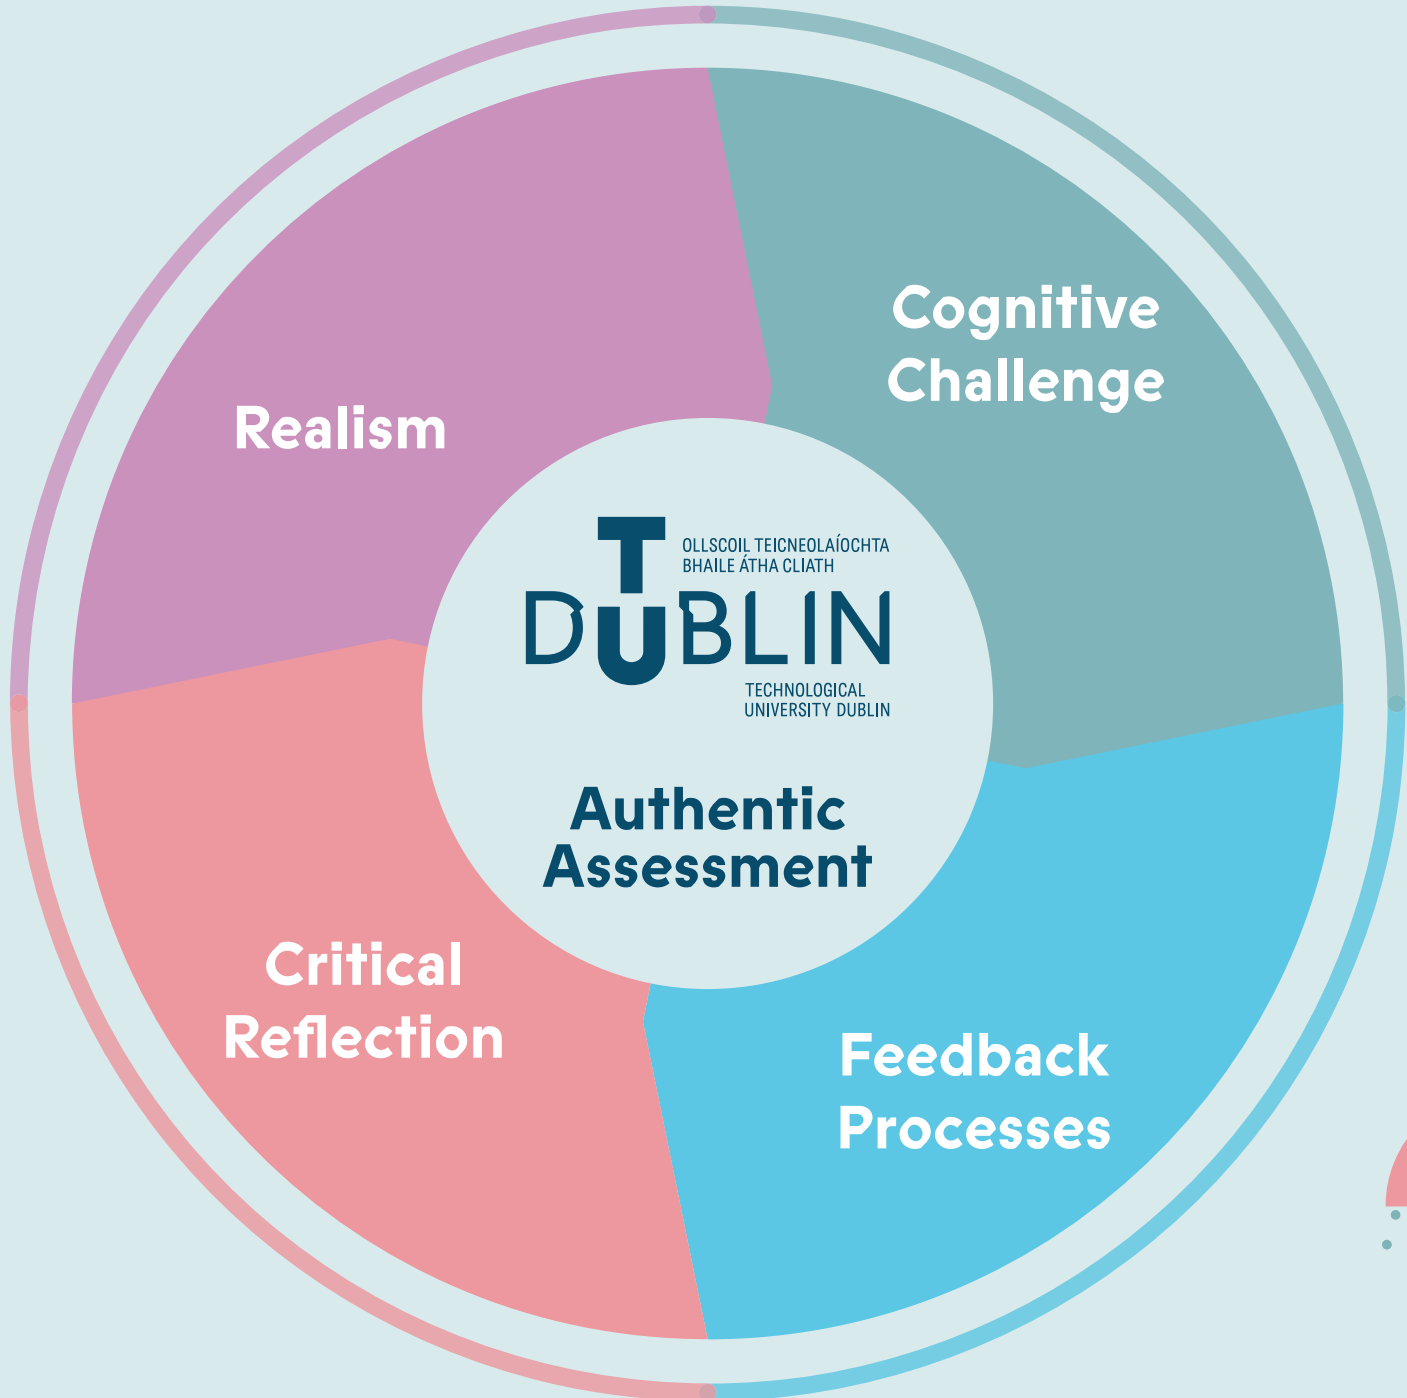 Cognitive
Challenge
Realism
TU DUBLIN
OLLSCOIL TEICNEOLAÍOCHTA
BHAILE ÁTHA CLIATH
TECHNOLOGICAL
UNIVERSITY DUBLIN
Authentic
Assessment
Critical
Reflection
Feedback
Processes